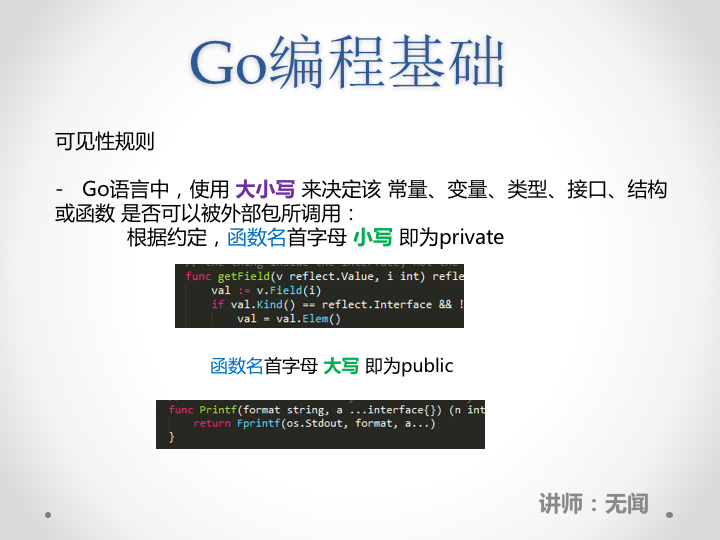 Go编程基础
可见性规则
- Go语言中，使用 大小写 来决定该 常量、变量、类型、接口、结构
或函数 是否可以被外部包所调用：
根据约定，函数名首字母 小写 即为private
func getField(v reflect.Value, i int) refle
val := v.Field(i)
if val.Kind() == reflect.Interface && !
val = val.Elem()
函数名首字母 大写 即为public
func Printf(format string, a ...interface{}) (n int
return Fprintf(os.Stdout, format, a...)
}
讲师：无闻